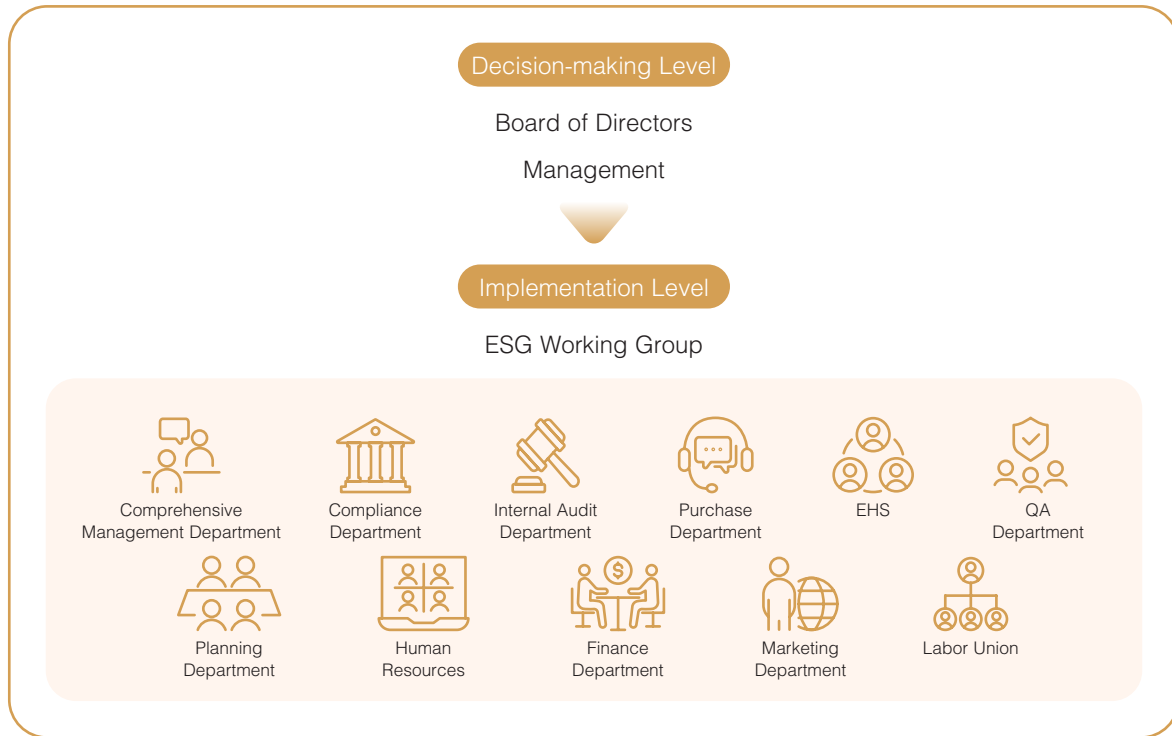 Decision-making Level
Board of Directors
Management
Implementation Level
ESG Working Group
Comprehensive
Management Department
Compliance
Department
Internal Audit
Department
Purchase
Department
EHS
QA
Department
Planning
Department
Human
Resources
Finance
Department
Marketing
Department
Labor Union